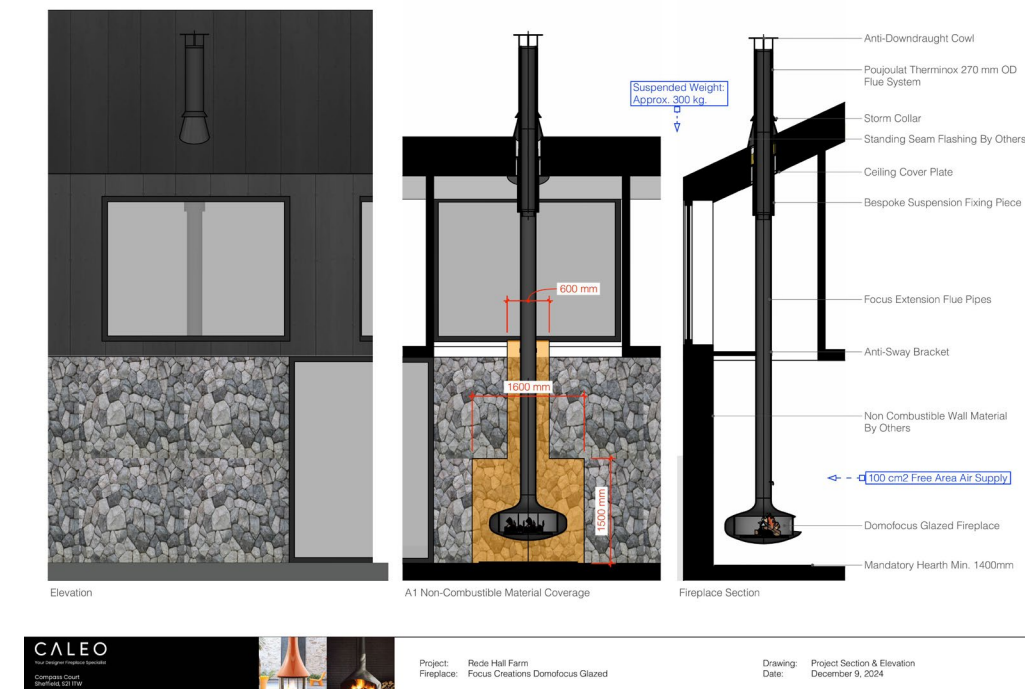 Anti-Downdraught Cowl
Poujoulat Therminox 270 mm OD
Flue System
Suspended Weight:
Approx. 300 kg.
Storm Collar
Standing Seam Flashing By Others
Ceiling Cover Plate
Bespoke Suspension Fixing Piece
600 mm
Focus Extension Flue Pipes
Anti-Sway Bracket
1600 mm
Non Combustible Wall Material
By Others
100 cm2 Free Area Air Supply
1500 mm
Domofocus Glazed Fireplace
Mandatory Hearth Min. 1400mm
Elevation
A1 Non-Combustible Material Coverage
Fireplace Section
CALEO
Your Designer Fireplace Specialist
Compass Court
Sheffield, S21 1TW
Project: Rede Hall Farm
Fireplace: Focus Creations Domofocus Glazed
Drawing: Project Section & Elevation
Date: December 9, 2024